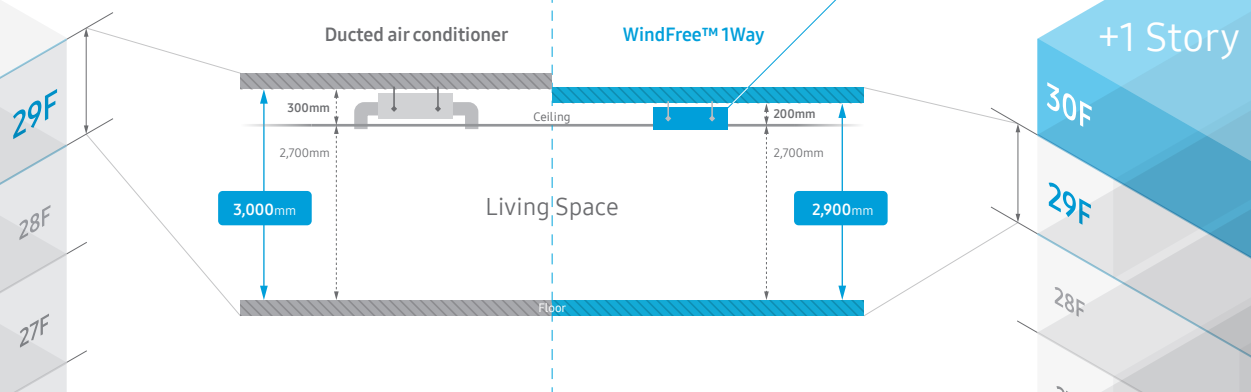 Ducted air conditioner
WindFree™ 1Way
+1 Story
29F
28F
27F
300mm
Ceiling
200mm
2,700mm
2,700mm
3,000mm
Living Space
2,900mm
Floor
30F
29F
28F